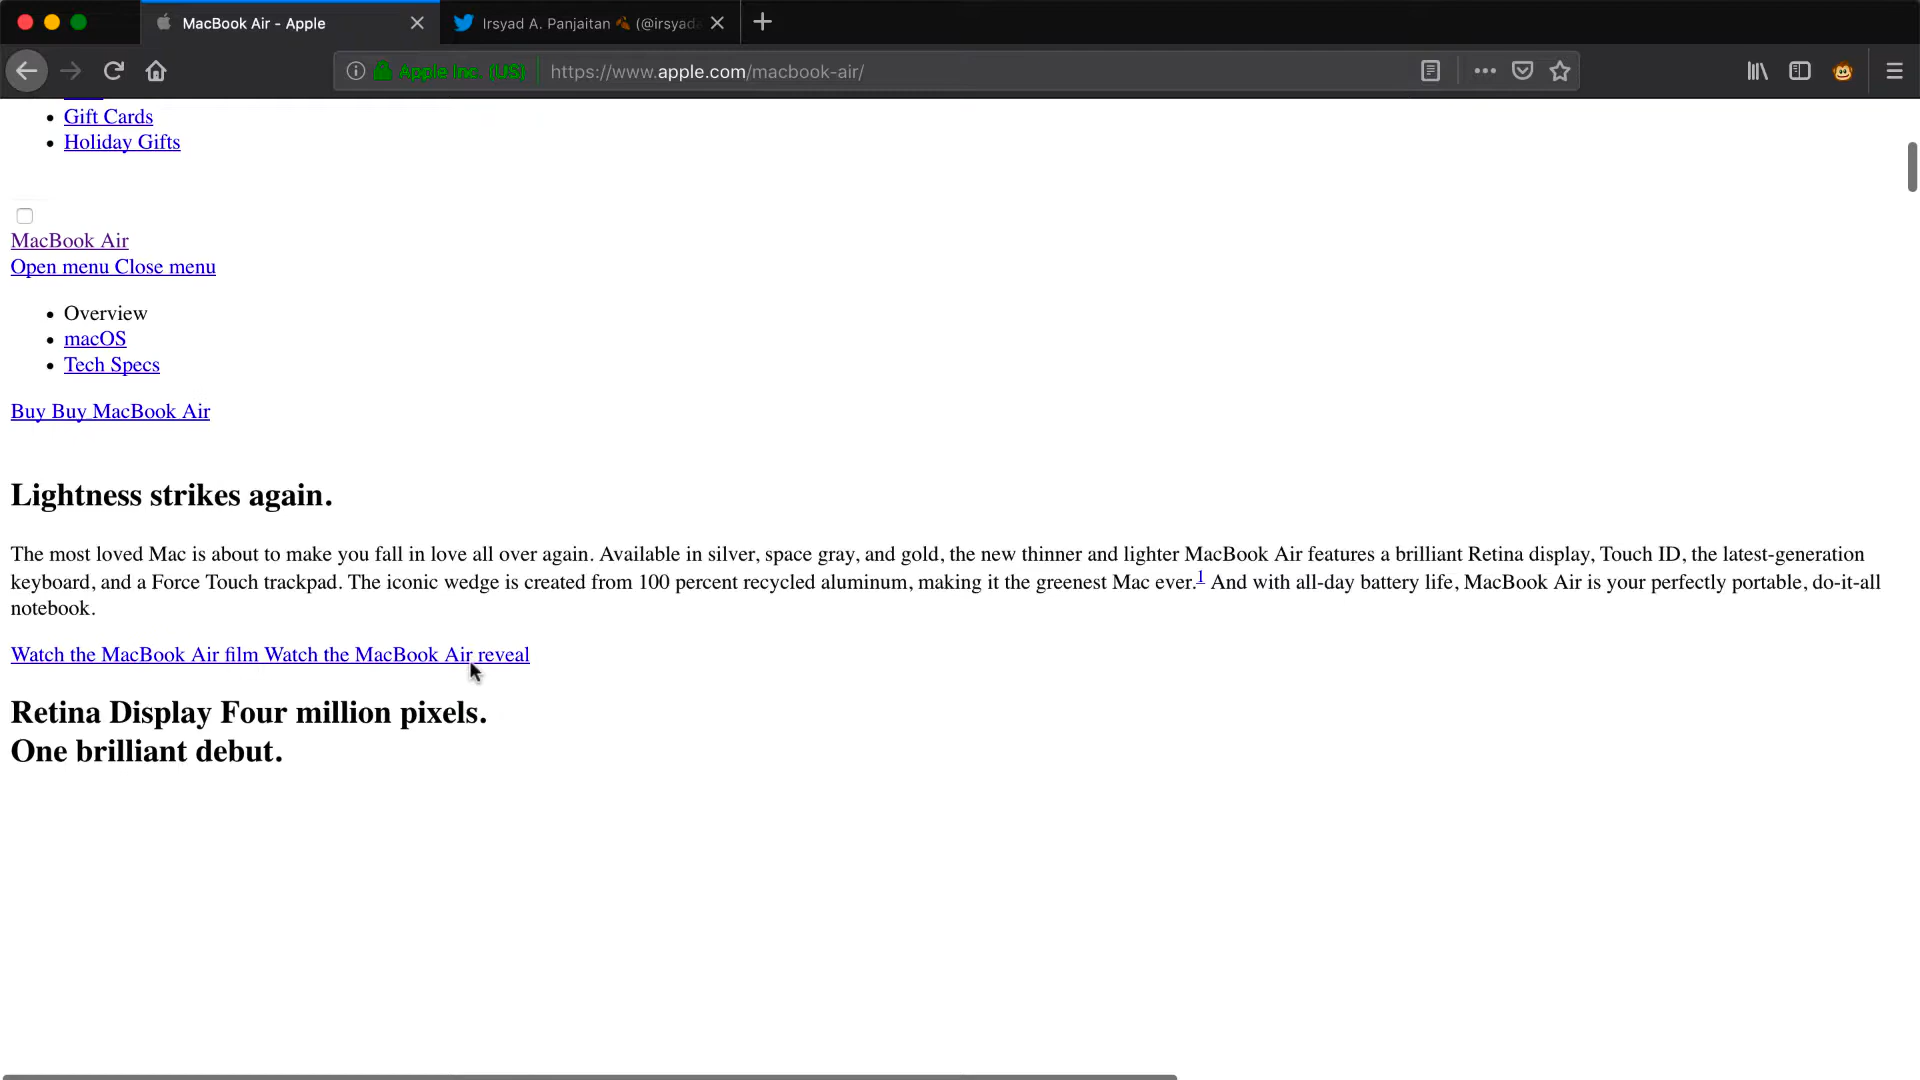 MacBook Air - Apple
Irsyad A. Panjaitan 🍂 (@irsyad
Apple Inc. (US)
https://www.apple.com/macbook-air/
Gift Cards
Holiday Gifts
MacBook Air
Open menu Close menu
Overview
macOS
Tech Specs
Buy Buy MacBook Air
Lightness strikes again.
The most loved Mac is about to make you fall in love all over again. Available in silver, space gray, and gold, the new thinner and lighter MacBook Air features a brilliant Retina display, Touch ID, the latest-generation
keyboard, and a Force Touch trackpad. The iconic wedge is created from 100 percent recycled aluminum, making it the greenest Mac ever.1 And with all-day battery life, MacBook Air is your perfectly portable, do-it-all
notebook.
Watch the MacBook Air film Watch the MacBook Air reveal
Retina Display Four million pixels.
One brilliant debut.